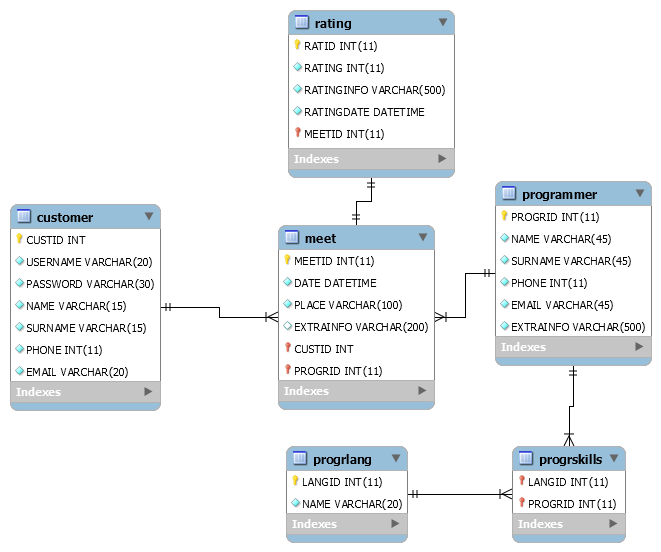 rating
RATID INT(11)
RATING INT(11)
RATINGINFO VARCHAR(500)
RATINGDATE DATETIME
MEETID INT(11)
Indexes
customer
CUSTID INT
USERNAME VARCHAR(20)
PASSWORD VARCHAR(30)
NAME VARCHAR(15)
SURNAME VARCHAR(15)
PHONE INT(11)
EMAIL VARCHAR(20)
Indexes
meet
MEETID INT(11)
DATE DATETIME
PLACE VARCHAR(100)
EXTRAINFO VARCHAR(200)
CUSTID INT
PROGRID INT(11)
Indexes
programmer
PROGRID INT(11)
NAME VARCHAR(45)
SURNAME VARCHAR(45)
PHONE INT(11)
EMAIL VARCHAR(45)
EXTRAINFO VARCHAR(500)
Indexes
progrlang
LANGID INT(11)
NAME VARCHAR(20)
Indexes
progrskills
LANGID INT(11)
PROGRID INT(11)
Indexes